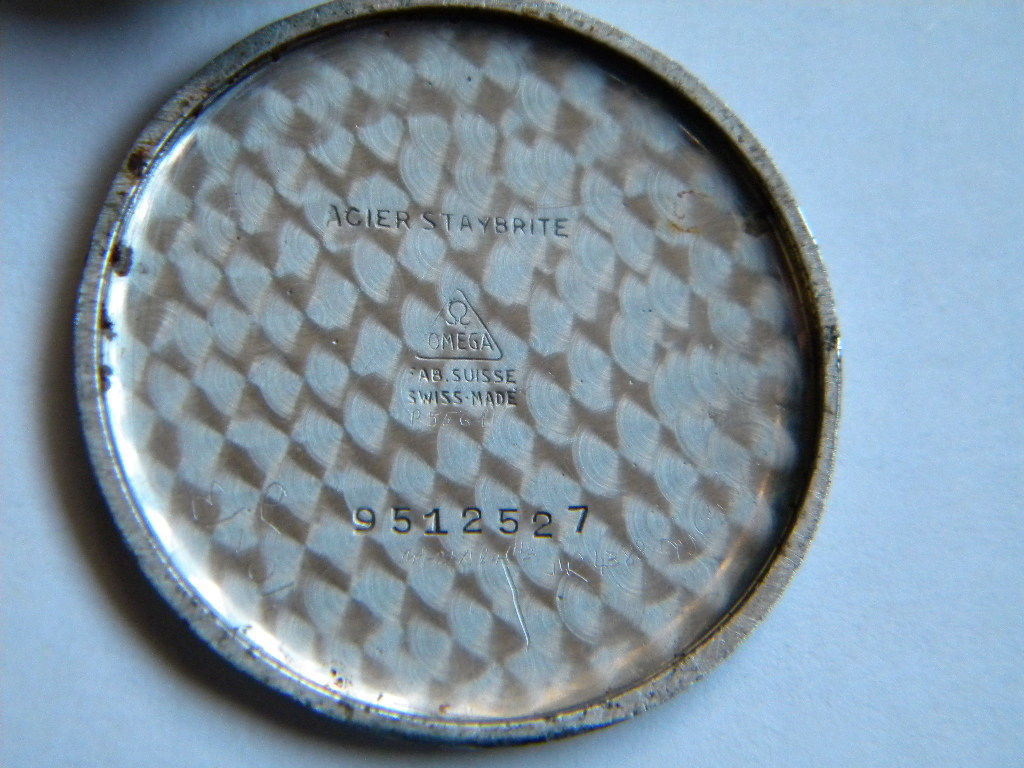 ACIER STAYBRITE
Ω
OMEGA
FAB. SUISSE
SWISS-MADE
9512527